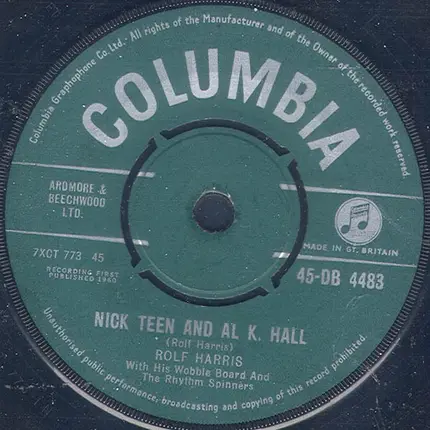 Columbia Graphophone Co. Ltd. - All rights of the Manufacturer and of the Owner of the recorded work reserved
COLUMBIA
ARDMORE &
BEECHWOOD
LTD.
7XCT 773 45
RECORDING FIRST
PUBLISHED 1960
MADE IN GT. BRITAIN
45-DB 4483
NICK TEEN AND AL K. HALL
(Rolf Harris)
ROLF HARRIS
With His Wobble Board And
The Rhythm Spinners
Unauthorised public performance, broadcasting and copying of this record prohibited.